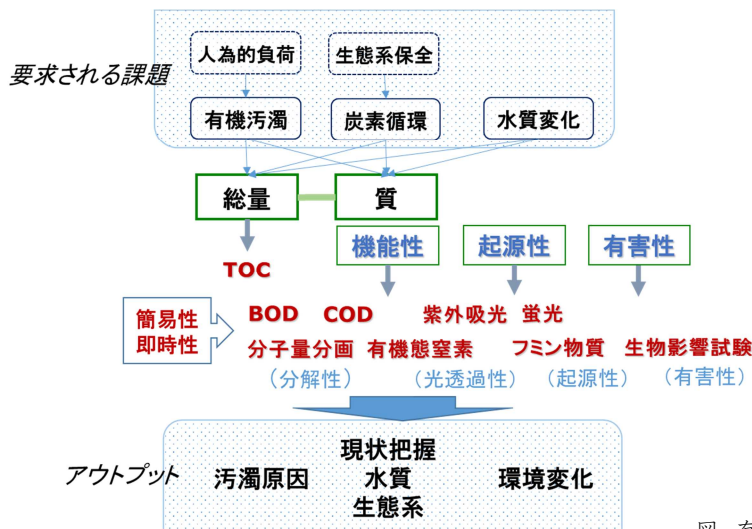 人為的負荷
生態系保全
要求される課題
有機汚濁
炭素循環
水質変化
総量
質
機能性
起源性
有害性
TOC
簡易性
即時性
BOD
COD
紫外吸光
蛍光
分子量分画
有機態窒素
フミン物質
生物影響試験
(分解性)
(光透過性)
(起源性)
(有害性)
アウトプット
汚濁原因
現状把握
水質
生態系
環境変化